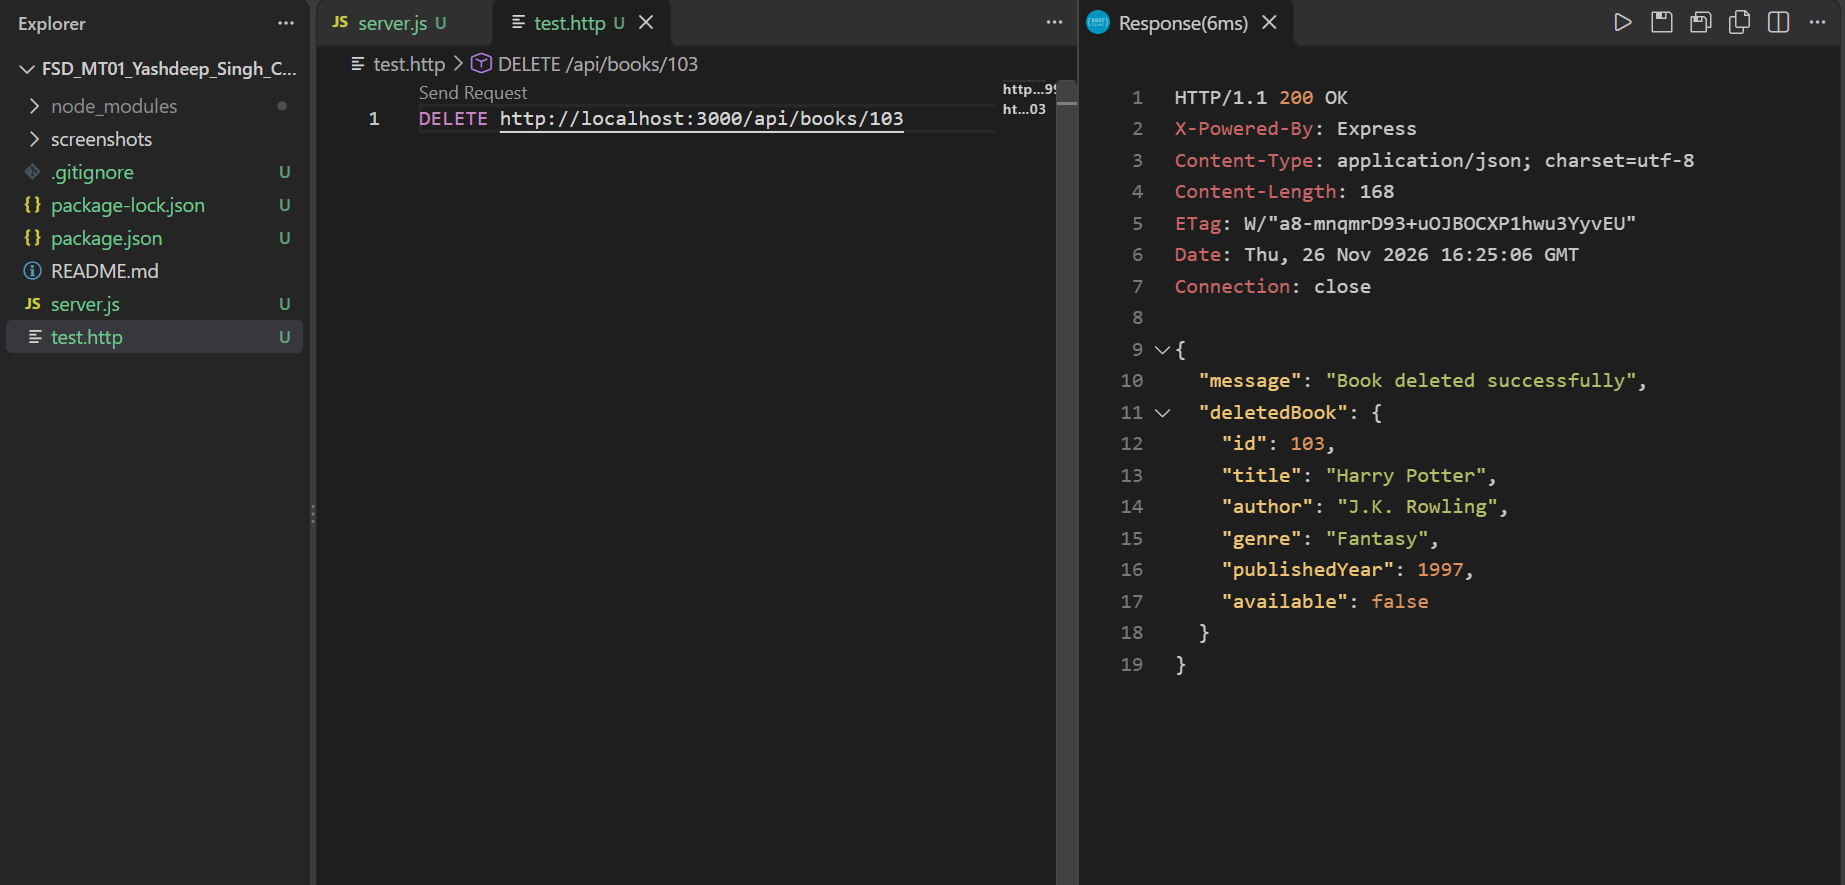 Explorer
FSD_MT01_Yashdeep_Singh_C...
node_modules
screenshots
.gitignore U
package-lock.json U
package.json U
README.md
server.js U
test.http U
JS server.js U
test.http U
test.http > DELETE /api/books/103
Send Request
1 DELETE http://localhost:3000/api/books/103
ht...03
Response(6ms)
1 HTTP/1.1 200 OK
2 X-Powered-By: Express
3 Content-Type: application/json; charset=utf-8
4 Content-Length: 168
5 ETag: W/"a8-mnqmrD93+uOJBOCXP1hwu3YyvEU"
6 Date: Thu, 26 Nov 2026 16:25:06 GMT
7 Connection: close
8
9 {
10 "message": "Book deleted successfully",
11 "deletedBook": {
12 "id": 103,
13 "title": "Harry Potter",
14 "author": "J.K. Rowling",
15 "genre": "Fantasy",
16 "publishedYear": 1997,
17 "available": false
18 }
19 }